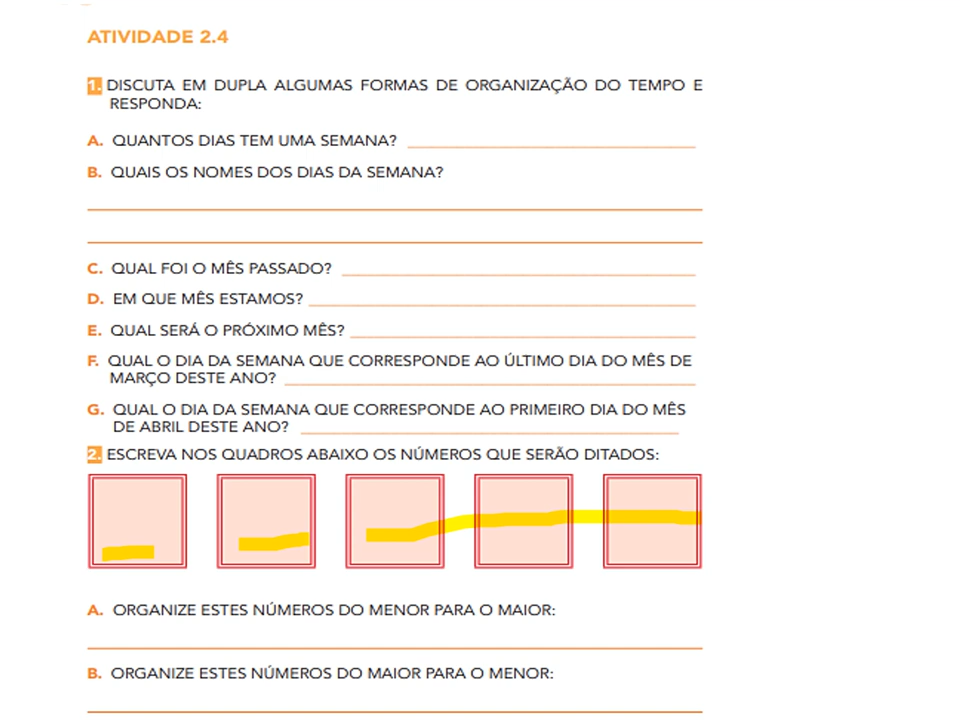 ATIVIDADE 2.4
1. DISCUTA EM DUPLA ALGUMAS FORMAS DE ORGANIZAÇÃO DO TEMPO E
RESPONDA:
A. QUANTOS DIAS TEM UMA SEMANA?
B. QUAIS OS NOMES DOS DIAS DA SEMANA?
C. QUAL FOI O MÊS PASSADO?
D. EM QUE MÊS ESTAMOS?
E. QUAL SERÁ O PRÓXIMO MÊS?
F. QUAL O DIA DA SEMANA QUE CORRESPONDE AO ÚLTIMO DIA DO MÊS DE
MARÇO DESTE ANO?
G. QUAL O DIA DA SEMANA QUE CORRESPONDE AO PRIMEIRO DIA DO MÊS
DE ABRIL DESTE ANO?
2. ESCREVA NOS QUADROS ABAIXO OS NÚMEROS QUE SERÃO DITADOS:
A. ORGANIZE ESTES NÚMEROS DO MENOR PARA O MAIOR:
B. ORGANIZE ESTES NÚMEROS DO MAIOR PARA O MENOR: